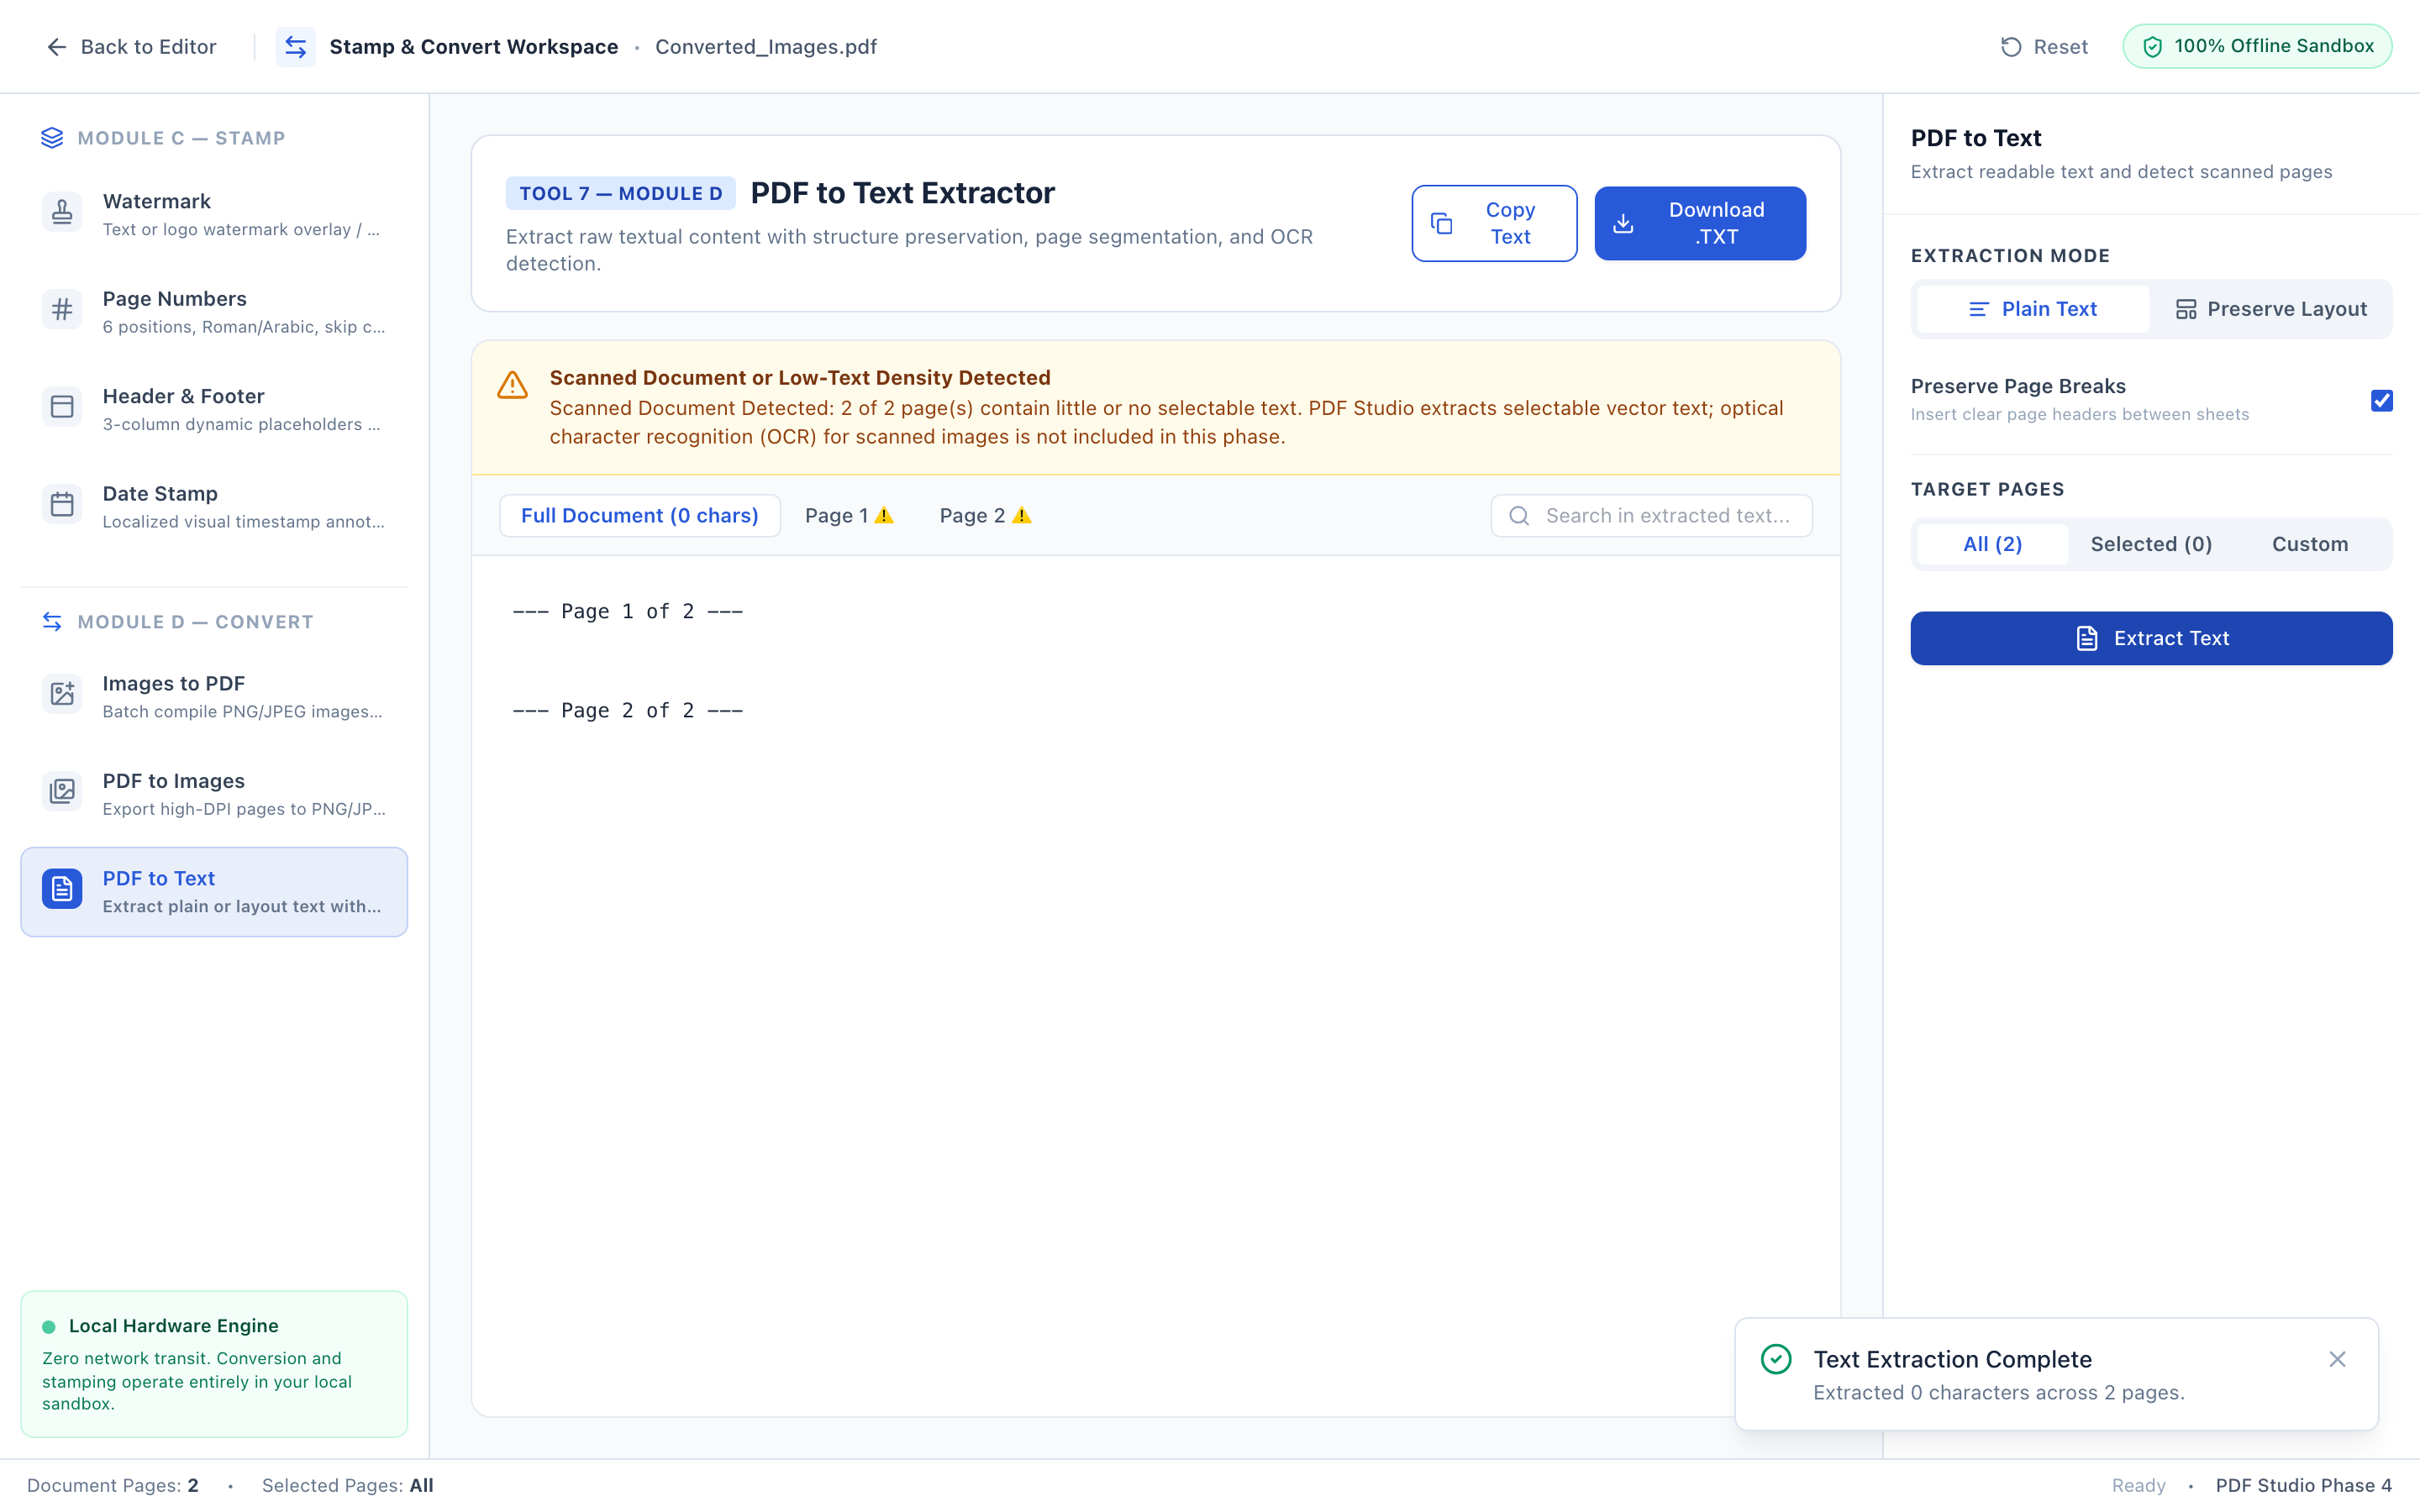 Back to Editor
Stamp & Convert Workspace • Converted_Images.pdf
Reset
100% Offline Sandbox
MODULE C — STAMP
Watermark
Text or logo watermark overlay / ...
Page Numbers
6 positions, Roman/Arabic, skip c...
Header & Footer
3-column dynamic placeholders ...
Date Stamp
Localized visual timestamp annot...
MODULE D — CONVERT
Images to PDF
Batch compile PNG/JPEG images...
PDF to Images
Export high-DPI pages to PNG/JP...
PDF to Text
Extract plain or layout text with...
Local Hardware Engine
Zero network transit. Conversion and
stamping operate entirely in your local
sandbox.
TOOL 7 — MODULE D
PDF to Text Extractor
Extract raw textual content with structure preservation, page segmentation, and OCR
detection.
Copy
Text
Download
.TXT
Scanned Document or Low-Text Density Detected
Scanned Document Detected: 2 of 2 page(s) contain little or no selectable text. PDF Studio extracts selectable vector text; optical
character recognition (OCR) for scanned images is not included in this phase.
Full Document (0 chars)
Page 1
Page 2
Search in extracted text...
--- Page 1 of 2 ---
--- Page 2 of 2 ---
PDF to Text
Extract readable text and detect scanned pages
EXTRACTION MODE
Plain Text
Preserve Layout
Preserve Page Breaks
Insert clear page headers between sheets
TARGET PAGES
All (2)
Selected (0)
Custom
Extract Text
Text Extraction Complete
Extracted 0 characters across 2 pages.
Document Pages: 2 • Selected Pages: All
Ready • PDF Studio Phase 4